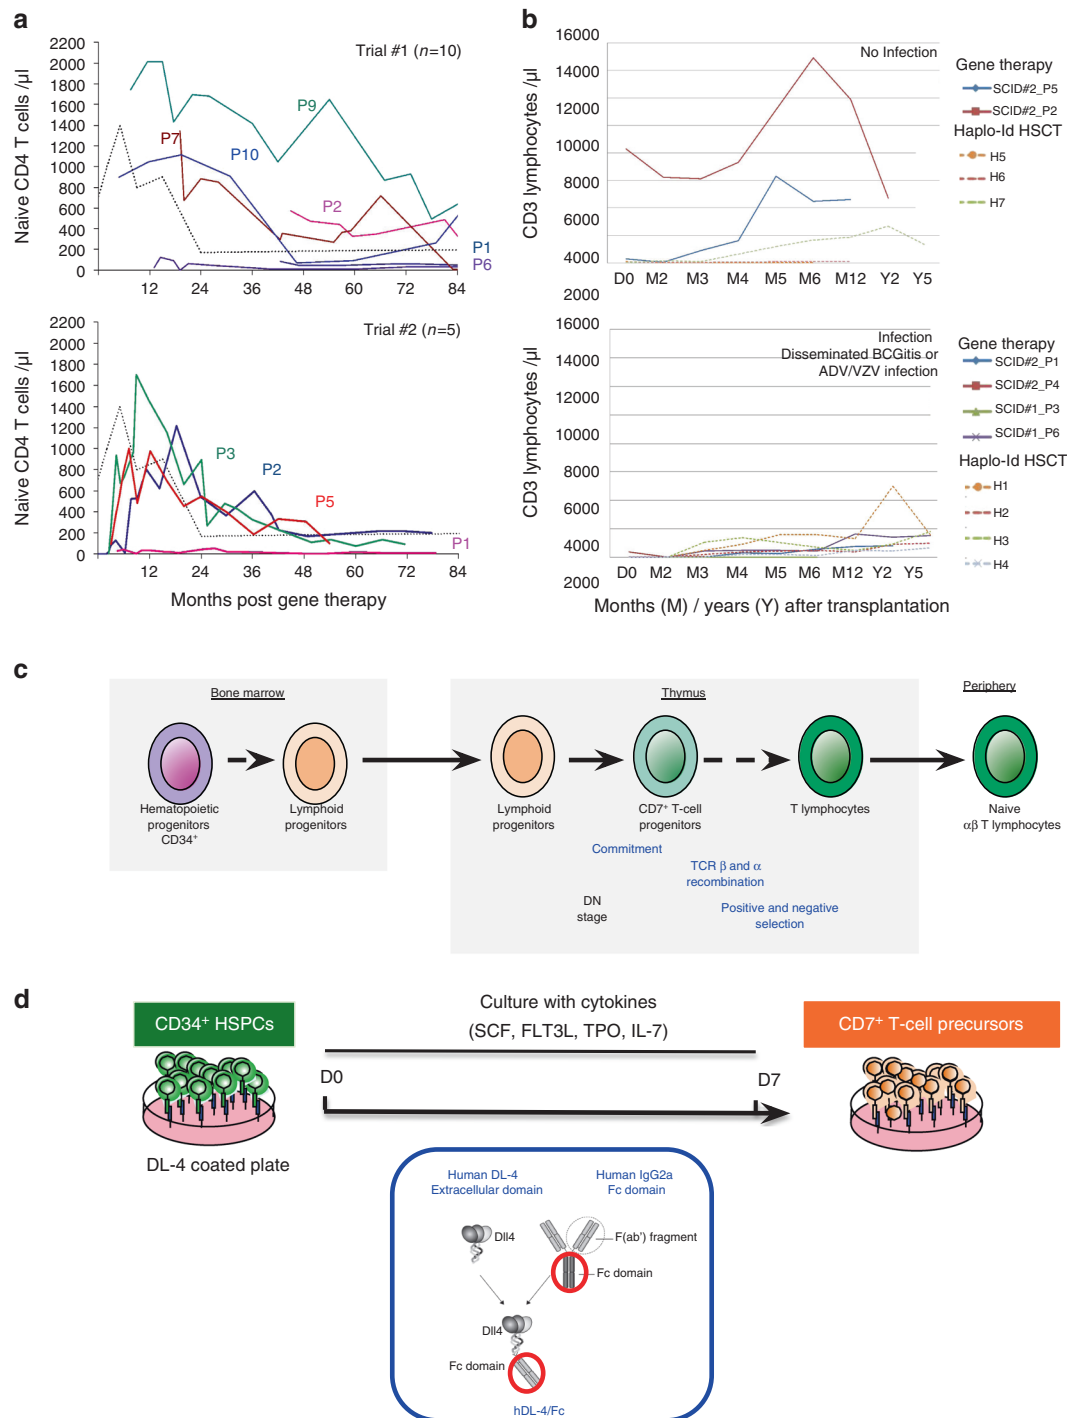 a
Naive CD4 T cells /µl
Trial #1 (n=10)
2200
2000
1800
1600
1400
1200
1000
800
600
400
200
0
P9
P7
P10
P2
P1
P6
12
24
36
48
60
72
84
Trial #2 (n=5)
Naive CD4 T cells /µl
2200
2000
1800
1600
1400
1200
1000
800
600
400
200
0
P3
P2
P5
P1
12
24
36
48
60
72
84
Months post gene therapy
b
CD3 lymphocytes /µl
16000
14000
12000
10000
8000
6000
4000
2000
No Infection
D0
M2
M3
M4
M5
M6
M12
Y2
Y5
Gene therapy
SCID#2_P5
SCID#2_P2
Haplo-Id HSCT
H5
H6
H7
CD3 lymphocytes /µl
16000
14000
12000
10000
8000
6000
4000
2000
Infection
Disseminated BCGitis or
ADV/VZV infection
D0
M2
M3
M4
M5
M6
M12
Y2
Y5
Months (M) / years (Y) after transplantation
Gene therapy
SCID#2_P1
SCID#2_P4
SCID#1_P3
SCID#1_P6
Haplo-Id HSCT
H1
H2
H3
H4
c
Bone marrow
Thymus
Periphery
Hematopoietic
progenitors
CD34⁺
Lymphoid
progenitors
Lymphoid
progenitors
CD7⁺ T-cell
progenitors
T lymphocytes
Naive
αβ T lymphocytes
Commitment
TCR β and α
recombination
DN
stage
Positive and negative
selection
d
CD34⁺ HSPCs
Culture with cytokines
(SCF, FLT3L, TPO, IL-7)
CD7⁺ T-cell precursors
D0
D7
DL-4 coated plate
Human DL-4
Extracellular domain
Human IgG2a
Fc domain
Dll4
F(ab') fragment
Fc domain
Dll4
Fc domain
hDL-4/Fc